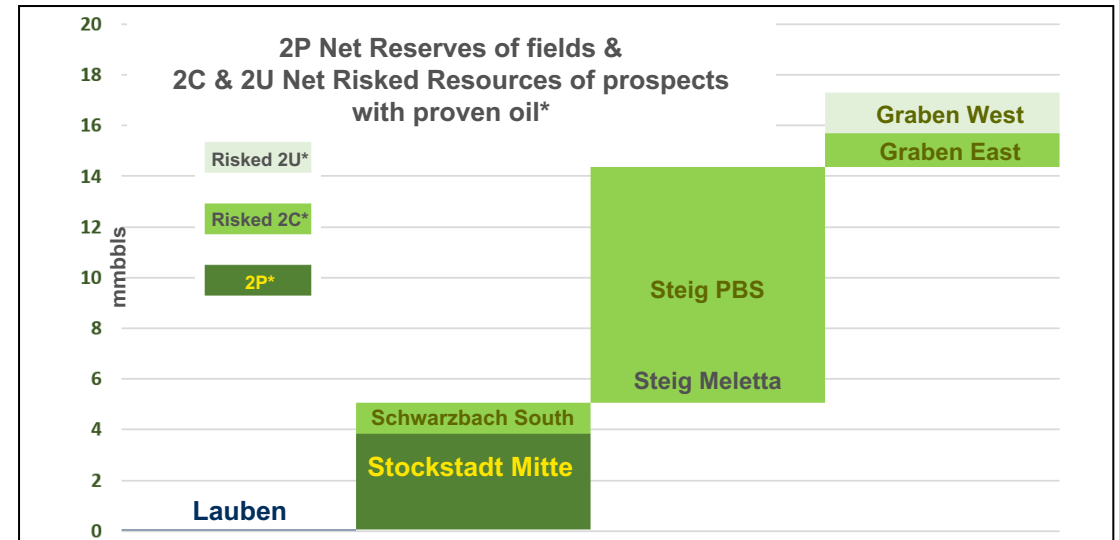 2P Net Reserves of fields &
2C & 2U Net Risked Resources of prospects
with proven oil*
20
18
16
14
12
10
8
6
4
2
0
mmbbls
Risked 2U*
Risked 2C*
2P*
Graben West
Graben East
Steig PBS
Steig Meletta
Schwarzbach South
Stockstadt Mitte
Lauben